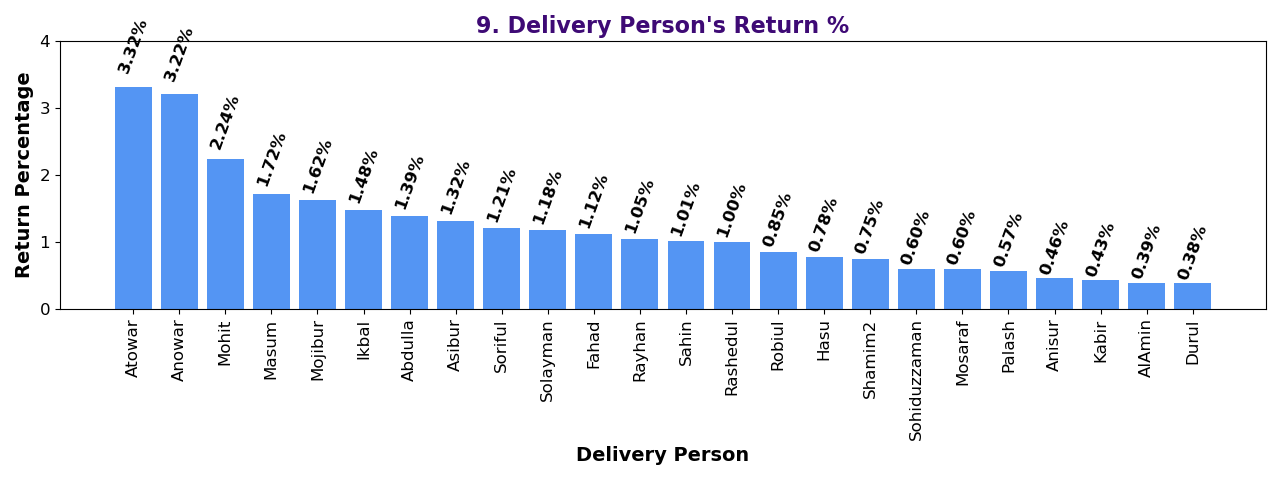 9. Delivery Person's Return %
Return Percentage
4
3
2
1
0
3.32%
3.22%
2.24%
1.72%
1.62%
1.48%
1.39%
1.32%
1.21%
1.18%
1.12%
1.05%
1.01%
1.00%
0.85%
0.78%
0.75%
0.60%
0.60%
0.57%
0.46%
0.43%
0.39%
0.38%
Atowar
Anowar
Mohit
Masum
Mojibur
Ikbal
Abdulla
Asibur
Soriful
Solayman
Fahad
Rayhan
Sahin
Rashedul
Robiul
Hasu
Shamim2
Sohiduzzaman
Mosaraf
Palash
Anisur
Kabir
AlAmin
Durul
Delivery Person